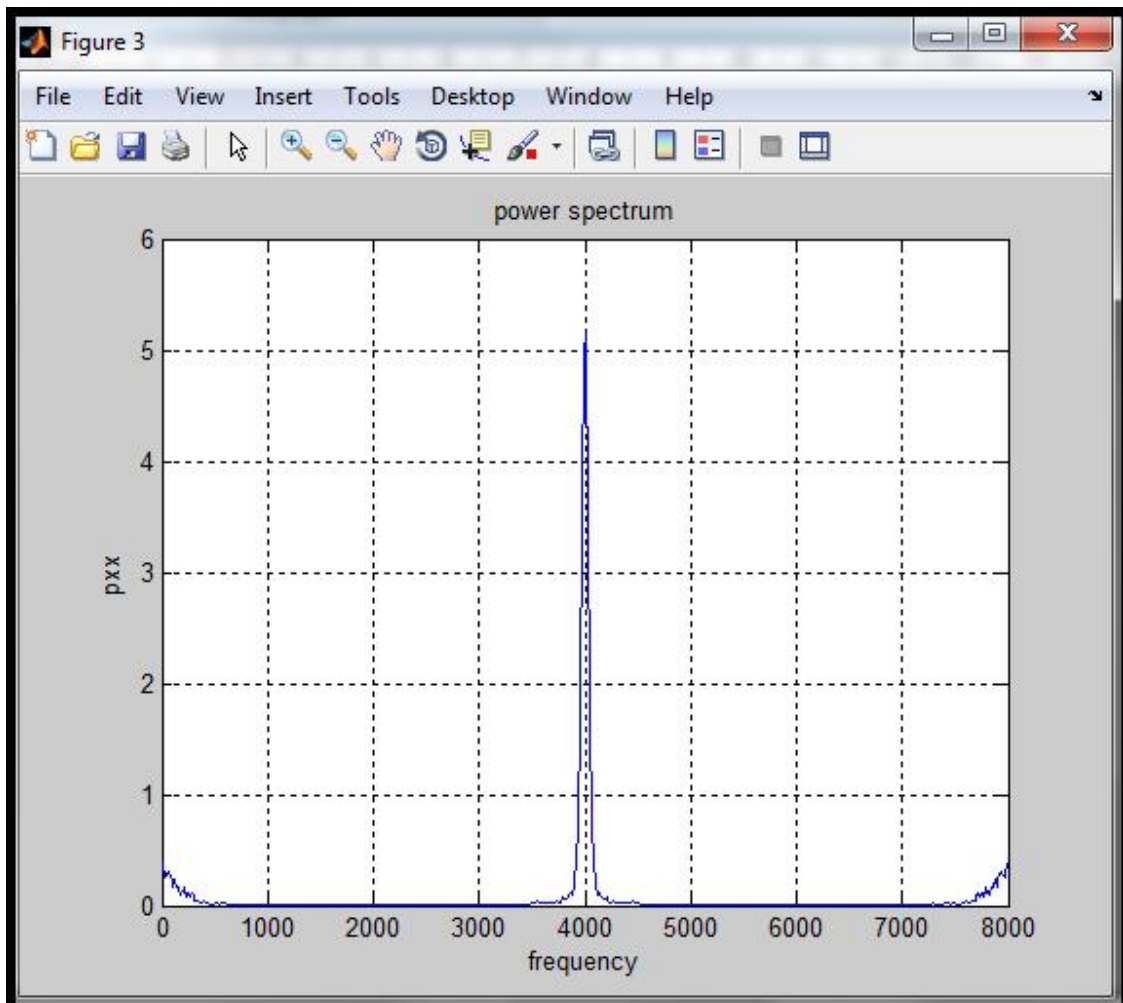 Figure 3
File Edit View Insert Tools Desktop Window Help
power spectrum
6
5
4
3
2
1
0
pxx
0 1000 2000 3000 4000 5000 6000 7000 8000
frequency